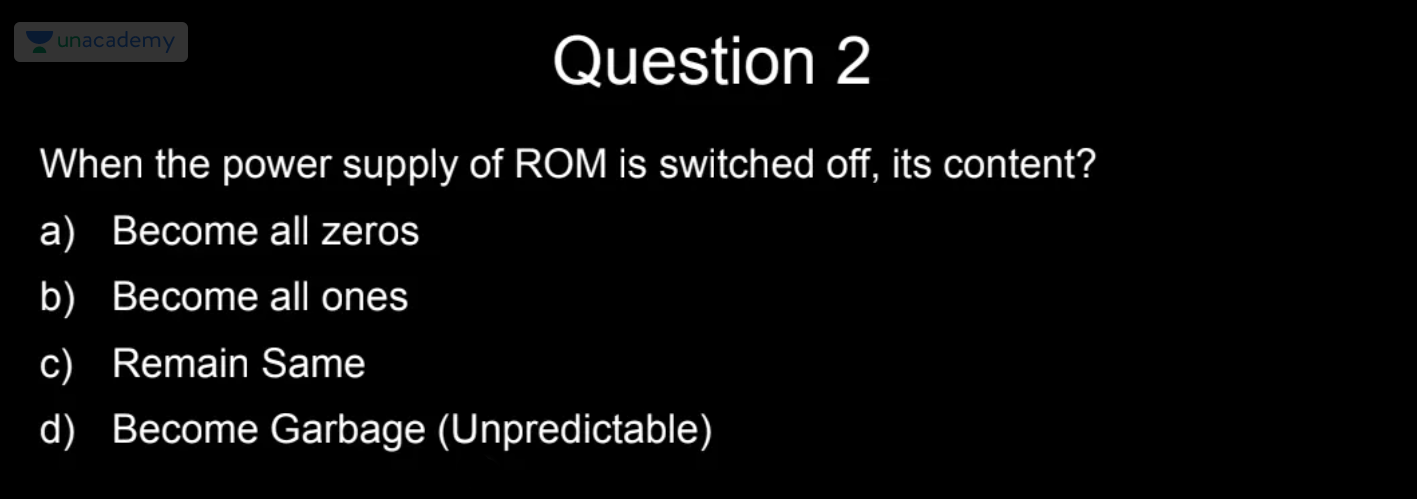 unacademy
Question 2
When the power supply of ROM is switched off, its content?
a) Become all zeros
b) Become all ones
c) Remain Same
d) Become Garbage (Unpredictable)